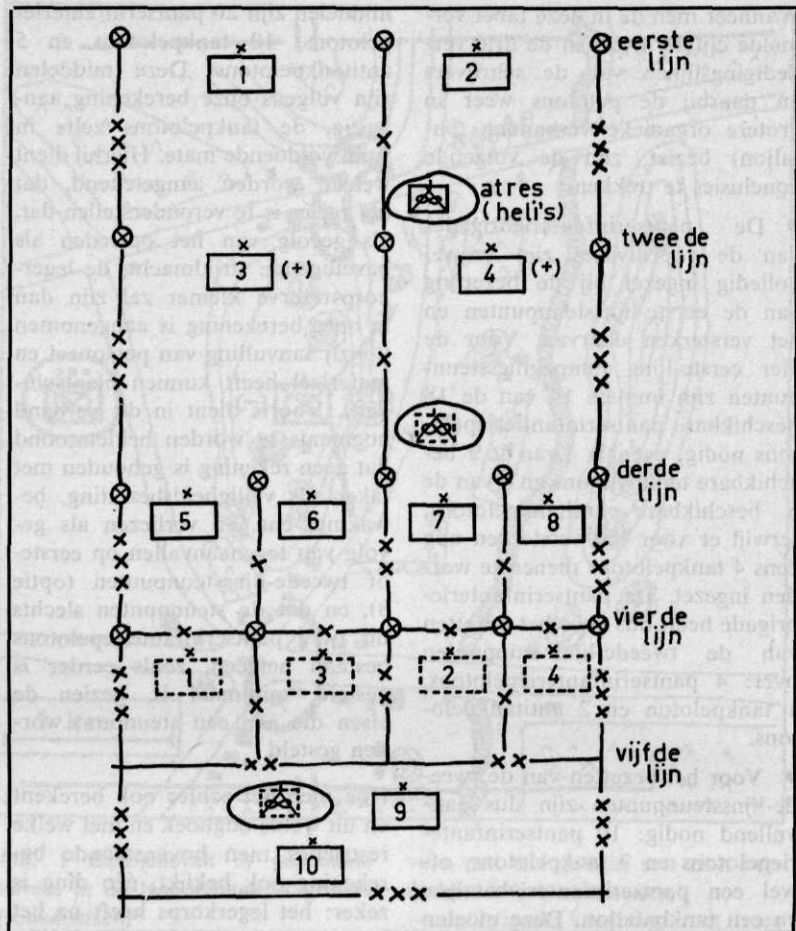 eerste
lijn
1
2
atres
(heli's)
tweede
lijn
3 (+)
4 (+)
derde
lijn
5
6
7
8
vierde
lijn
1
3
4
vijfde
lijn
9
10